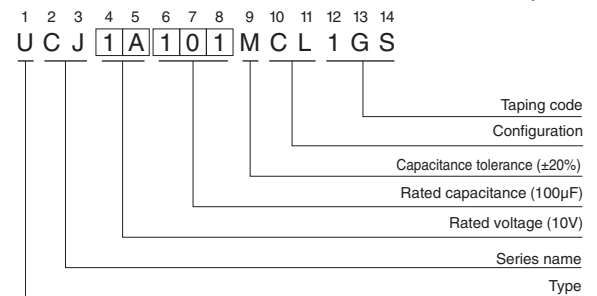 1 2 3 4 5 6 7 8 9 10 11 12 13 14
U C J 1 A 1 0 1 M C L 1 G S
Taping code
Configuration
Capacitance tolerance (±20%)
Rated capacitance (100µF)
Rated voltage (10V)
Series name
Type